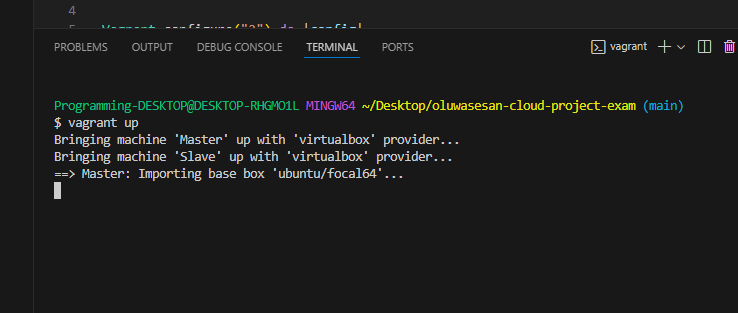 4
5 Vagrant.configure("2") do |config|
PROBLEMS OUTPUT DEBUG CONSOLE TERMINAL PORTS vagrant
Programming-DESKTOP@DESKTOP-RHGMO1L MINGW64 ~/Desktop/oluwasesan-cloud-project-exam (main)
$ vagrant up
Bringing machine 'Master' up with 'virtualbox' provider...
Bringing machine 'Slave' up with 'virtualbox' provider...
==> Master: Importing base box 'ubuntu/focal64'...